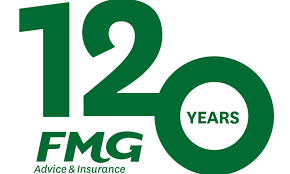 120
YEARS
FMG
Advice & Insurance